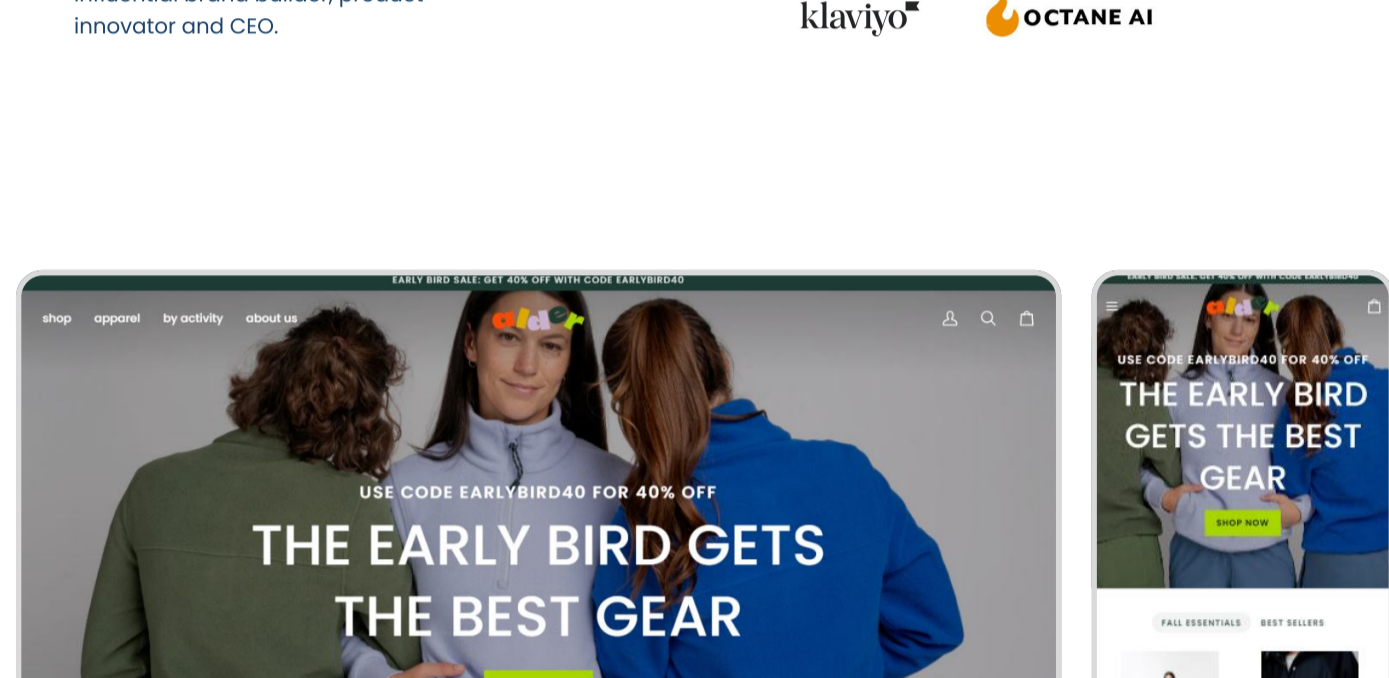 innovator and CEO.
klaviyo
OCTANE AI
EARLY BIRD SALE: GET 40% OFF WITH CODE EARLYBIRD40
shop apparel by activity about us
alder
USE CODE EARLYBIRD40 FOR 40% OFF
THE EARLY BIRD GETS
THE BEST GEAR
EARLY BIRD SALE: GET 40% OFF WITH CODE EARLYBIRD40
alder
USE CODE EARLYBIRD40 FOR 40% OFF
THE EARLY BIRD
GETS THE BEST
GEAR
SHOP NOW
FALL ESSENTIALS BEST SELLERS